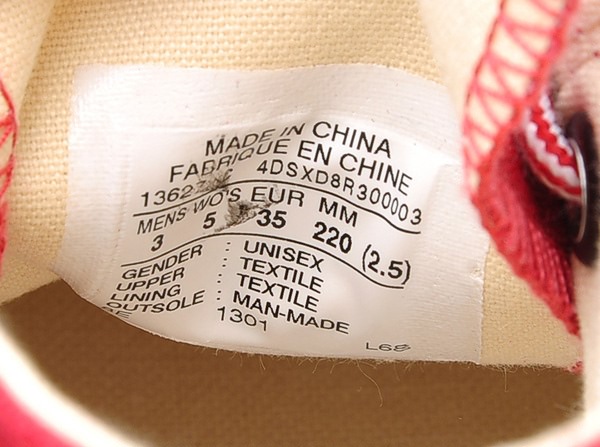 MADE IN CHINA
FABRIQUE EN CHINE
4DSXD8R300003
MENS WO'S EUR MM
3 5 35 220 (2.5)
GENDER : UNISEX
UPPER : TEXTILE
LINING : TEXTILE
OUTSOLE : MAN-MADE
1301